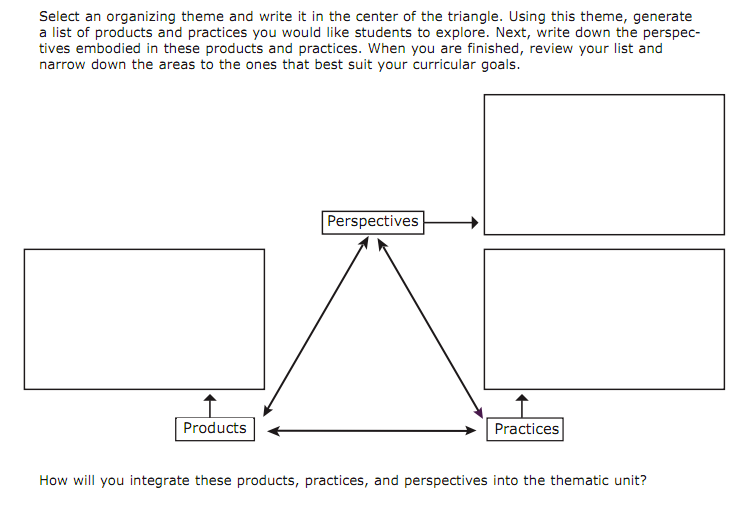 Select an organizing theme and write it in the center of the triangle. Using this theme, generate
a list of products and practices you would like students to explore. Next, write down the perspec-
tives embodied in these products and practices. When you are finished, review your list and
narrow down the areas to the ones that best suit your curricular goals.
Perspectives
Products
Practices
How will you integrate these products, practices, and perspectives into the thematic unit?